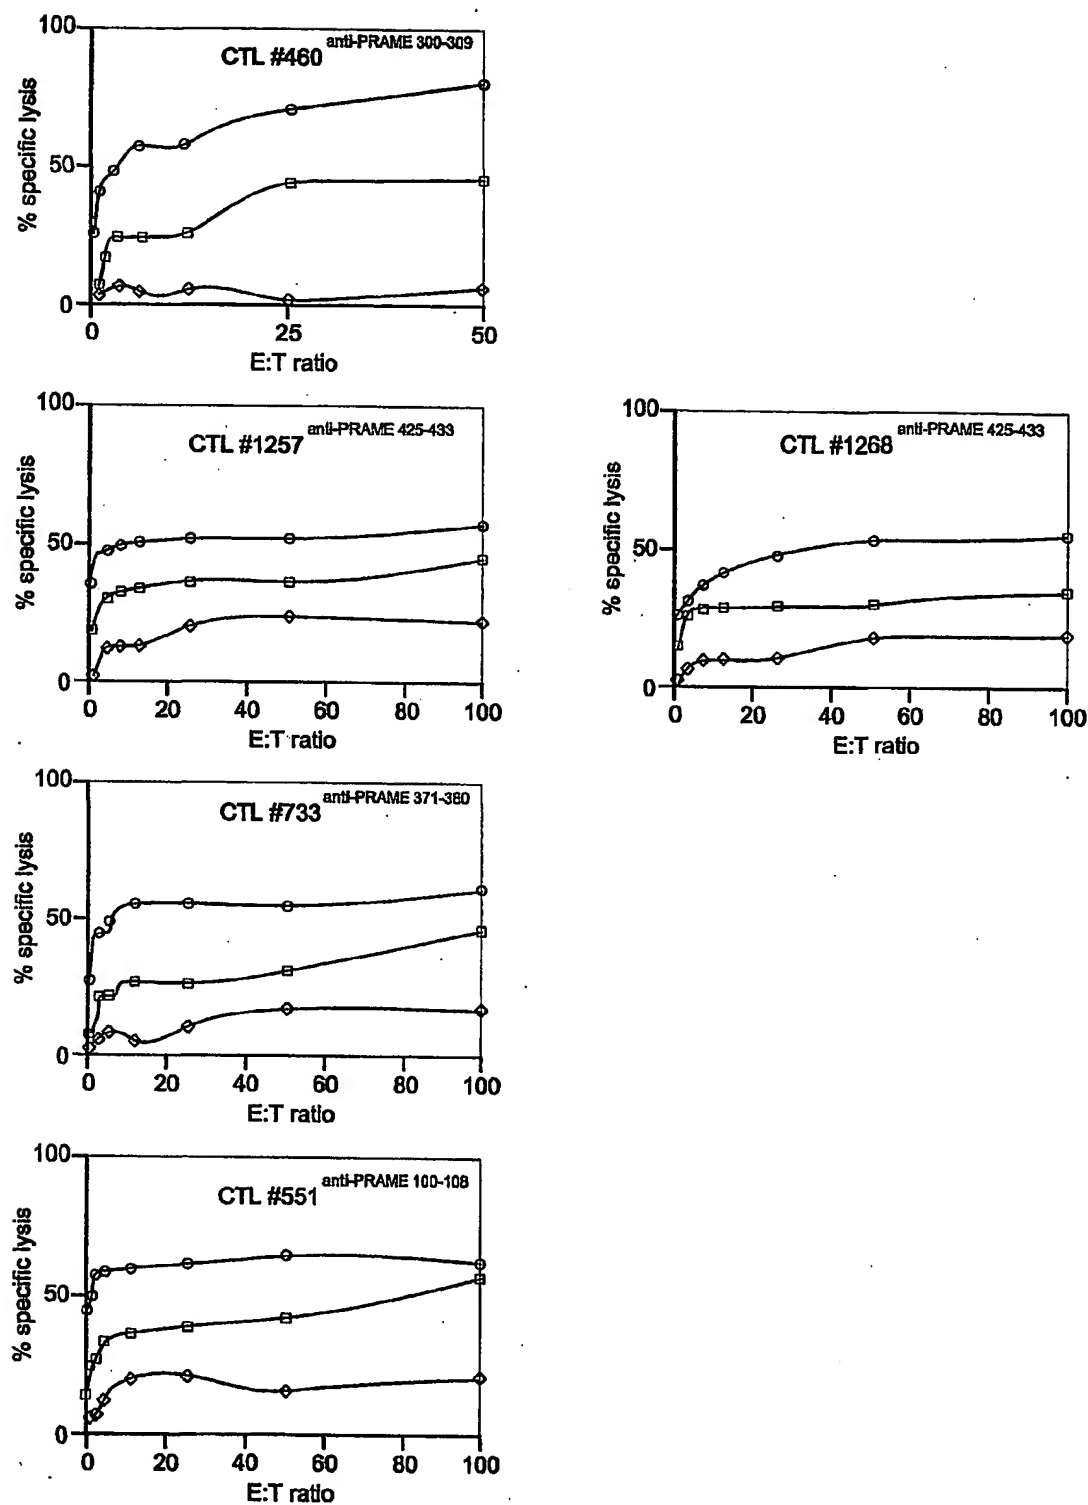 100
CTL #460 anti-PRAME 300-309
% specific lysis
50
0
0 25 50
E:T ratio
100
CTL #1257 anti-PRAME 425-433
% specific lysis
50
0
0 20 40 60 80 100
E:T ratio
100
CTL #1268 anti-PRAME 425-433
% specific lysis
50
0
0 20 40 60 80 100
E:T ratio
100
CTL #733 anti-PRAME 371-380
% specific lysis
50
0
0 20 40 60 80 100
E:T ratio
100
CTL #551 anti-PRAME 100-108
% specific lysis
50
0
0 20 40 60 80 100
E:T ratio